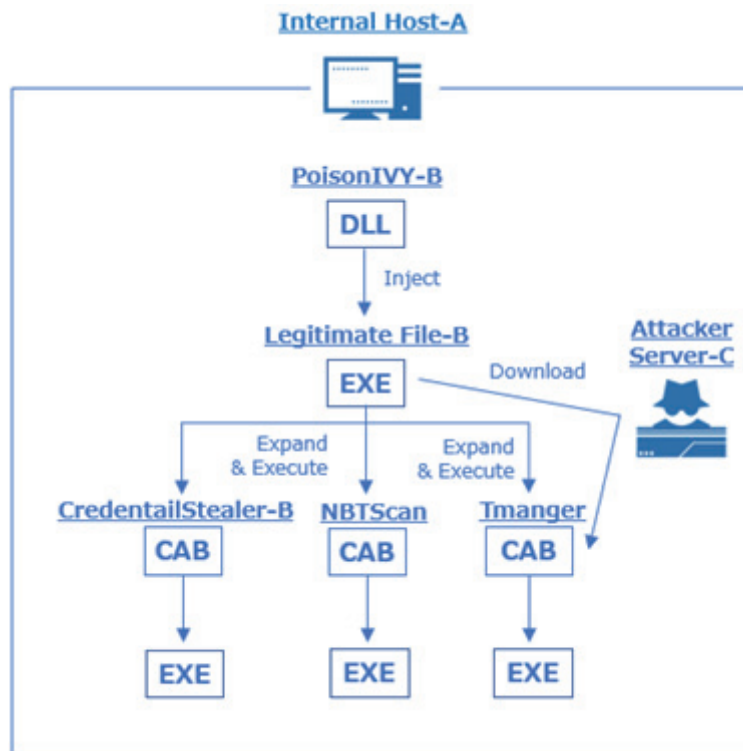 Internal Host-A
PoisonIVY-B
DLL
Inject
Legitimate File-B
EXE
Attacker
Server-C
Download
Expand
& Execute
Expand
& Execute
CredentailStealer-B
NBTScan
Tmanger
CAB
CAB
CAB
EXE
EXE
EXE